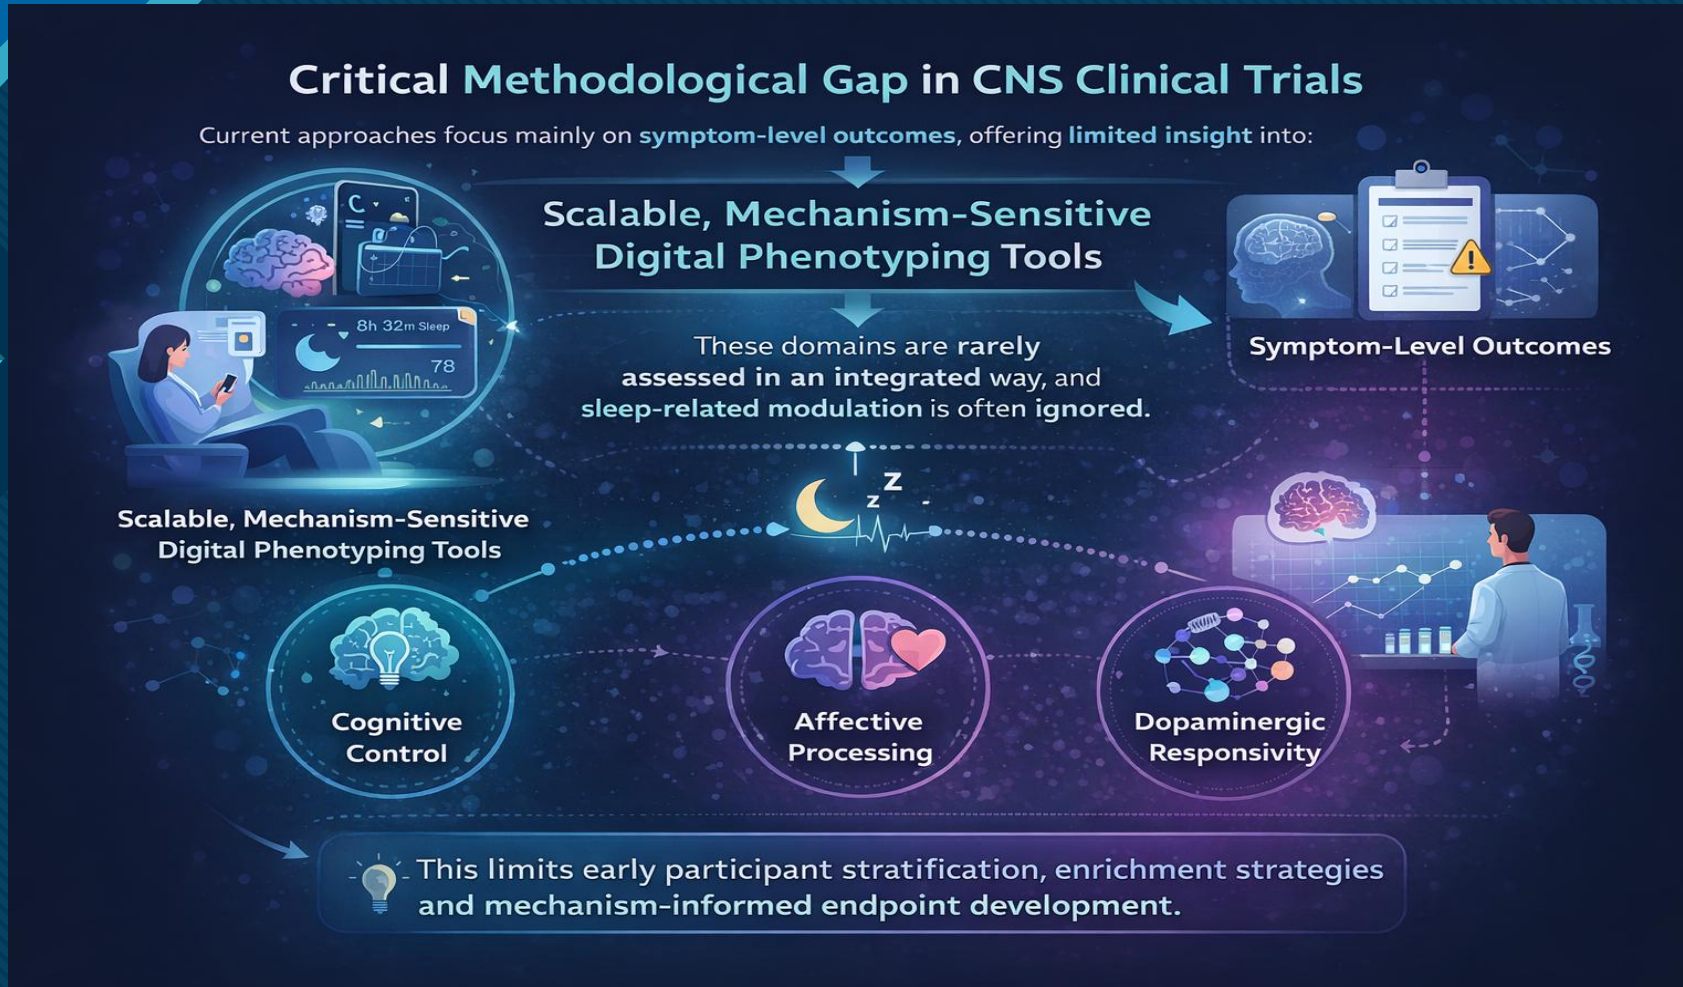 Critical Methodological Gap in CNS Clinical Trials
Current approaches focus mainly on symptom-level outcomes, offering limited insight into:
Scalable, Mechanism-Sensitive
Digital Phenotyping Tools
C
8h 32m Sleep
78
These domains are rarely
assessed in an integrated way, and
sleep-related modulation is often ignored.
Symptom-Level Outcomes
z
Z
Scalable, Mechanism-Sensitive
Digital Phenotyping Tools
Cognitive
Control
Affective
Processing
Dopaminergic
Responsivity
This limits early participant stratification, enrichment strategies
and mechanism-informed endpoint development.